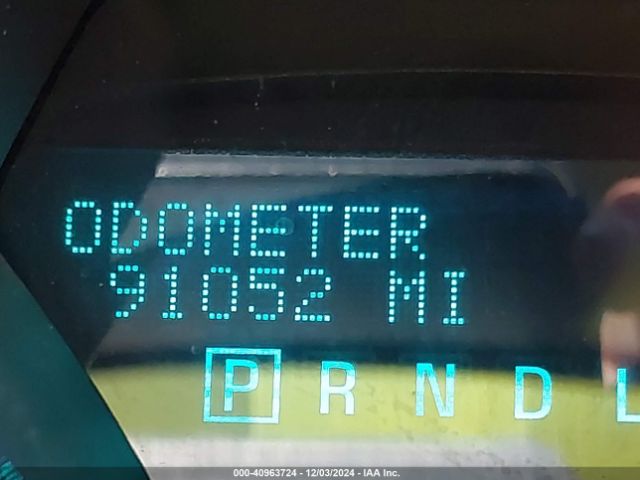 ODOMETER
91052 MI
P R N D L
000-40963724 - 12/03/2024 - IAA Inc.